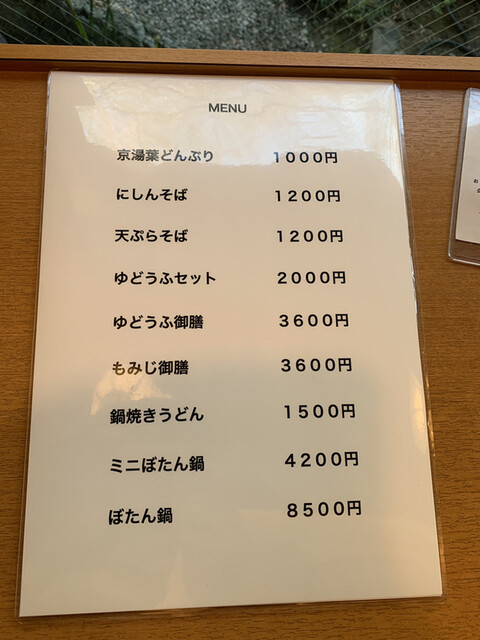 MENU
京湯葉どんぶり 1000円
にしんそば 1200円
天ぷらそば 1200円
ゆどうふセット 2000円
ゆどうふ御膳 3600円
もみじ御膳 3600円
鍋焼きうどん 1500円
ミニぼたん鍋 4200円
ぼたん鍋 8500円